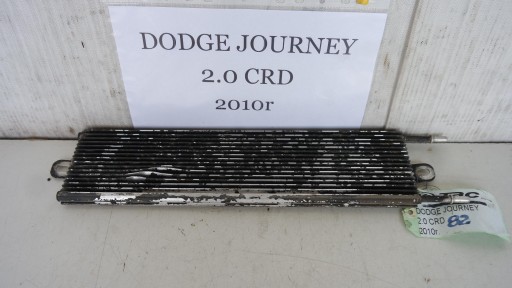 DODGE JOURNEY
2.0 CRD
2010r
DODGE JOURNEY
2.0 CRD 82
2010r.